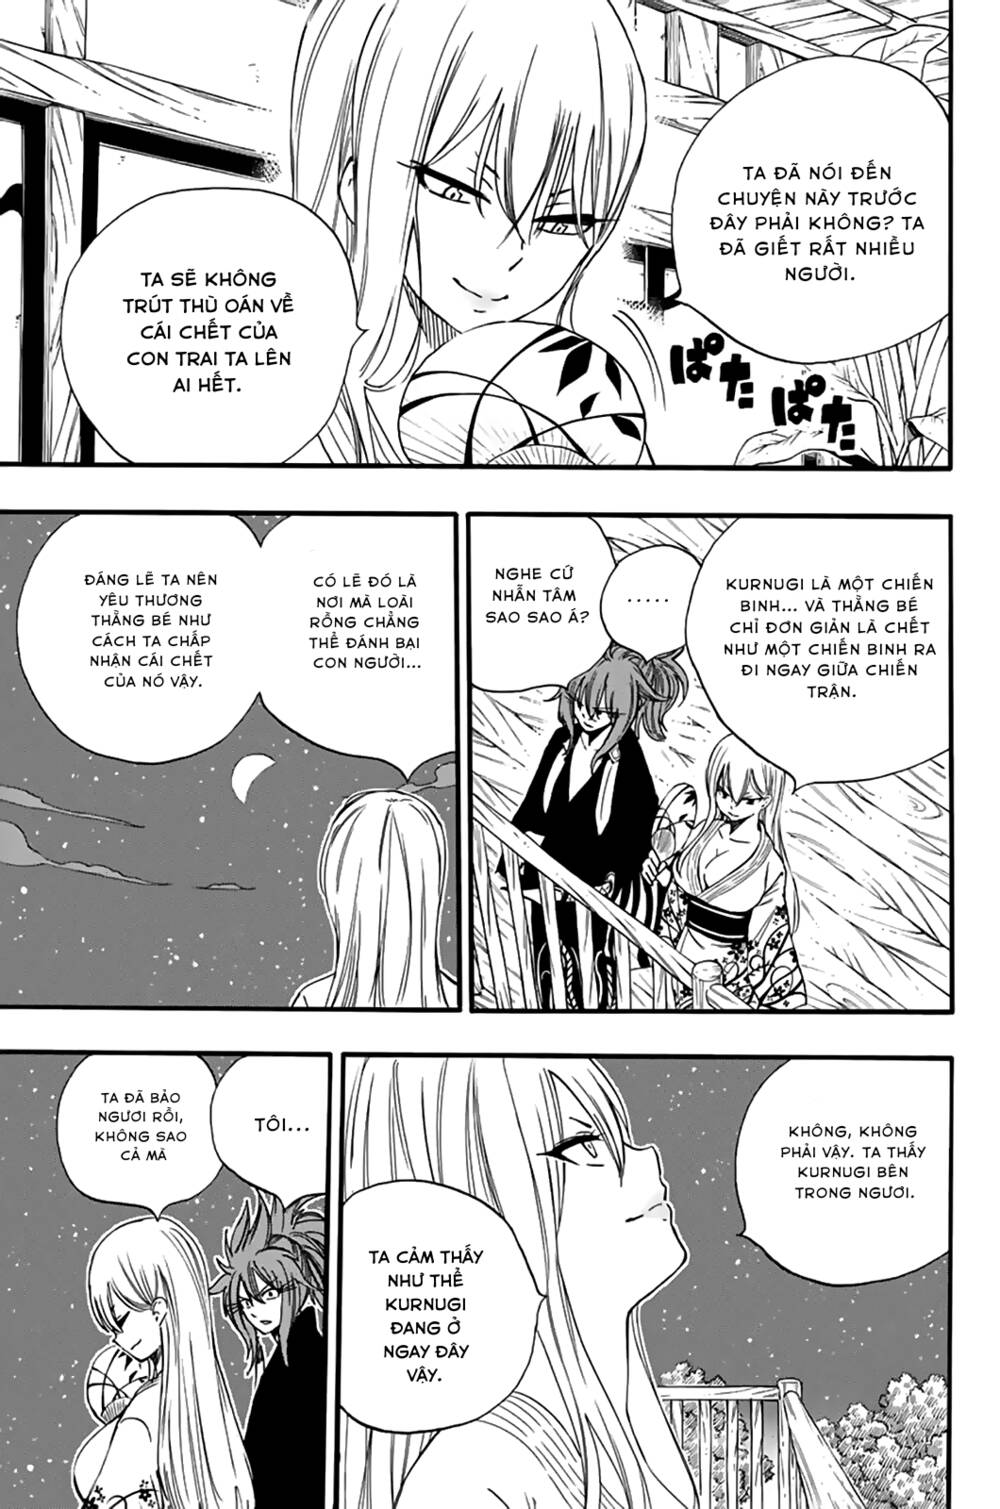 TA ĐÃ NÓI ĐẾN
CHUYỆN NÀY TRƯỚC
ĐÂY PHẢI KHÔNG? TA
ĐÃ GIẾT RẤT NHIỀU
NGƯỜI.
TA SẼ KHÔNG
TRÚT THÙ OÁN VỀ
CÁI CHẾT CỦA
CON TRAI TA LÊN
AI HẾT.
ぱた
ぱた
KURNUGI LÀ MỘT CHIẾN
BINH... VÀ THẰNG BÉ
CHỈ ĐƠN GIẢN LÀ CHẾT
NHƯ MỘT CHIẾN BINH RA
ĐI NGAY GIỮA CHIẾN
TRẬN.
.....
NGHE CỨ
NHẪN TÂM
SAO SAO Á?
CÓ LẼ ĐÓ LÀ
NƠI MÀ LOÀI
RỒNG CHẲNG
THỂ ĐÁNH BẠI
CON NGƯỜI...
ĐÁNG LẼ TA NÊN
YÊU THƯƠNG
THẰNG BÉ NHƯ
CÁCH TA CHẤP
NHẬN CÁI CHẾT
CỦA NÓ VẬY.
KHÔNG, KHÔNG
PHẢI VẬY. TA THẤY
KURNUGI BÊN
TRONG NGƯƠI.
TA CẢM THẤY
NHƯ THỂ
KURNUGI
ĐANG Ở
NGAY ĐÂY
VẬY.
TÔI...
TA ĐÃ BẢO
NGƯƠI RỒI,
KHÔNG SAO
CẢ MÀ